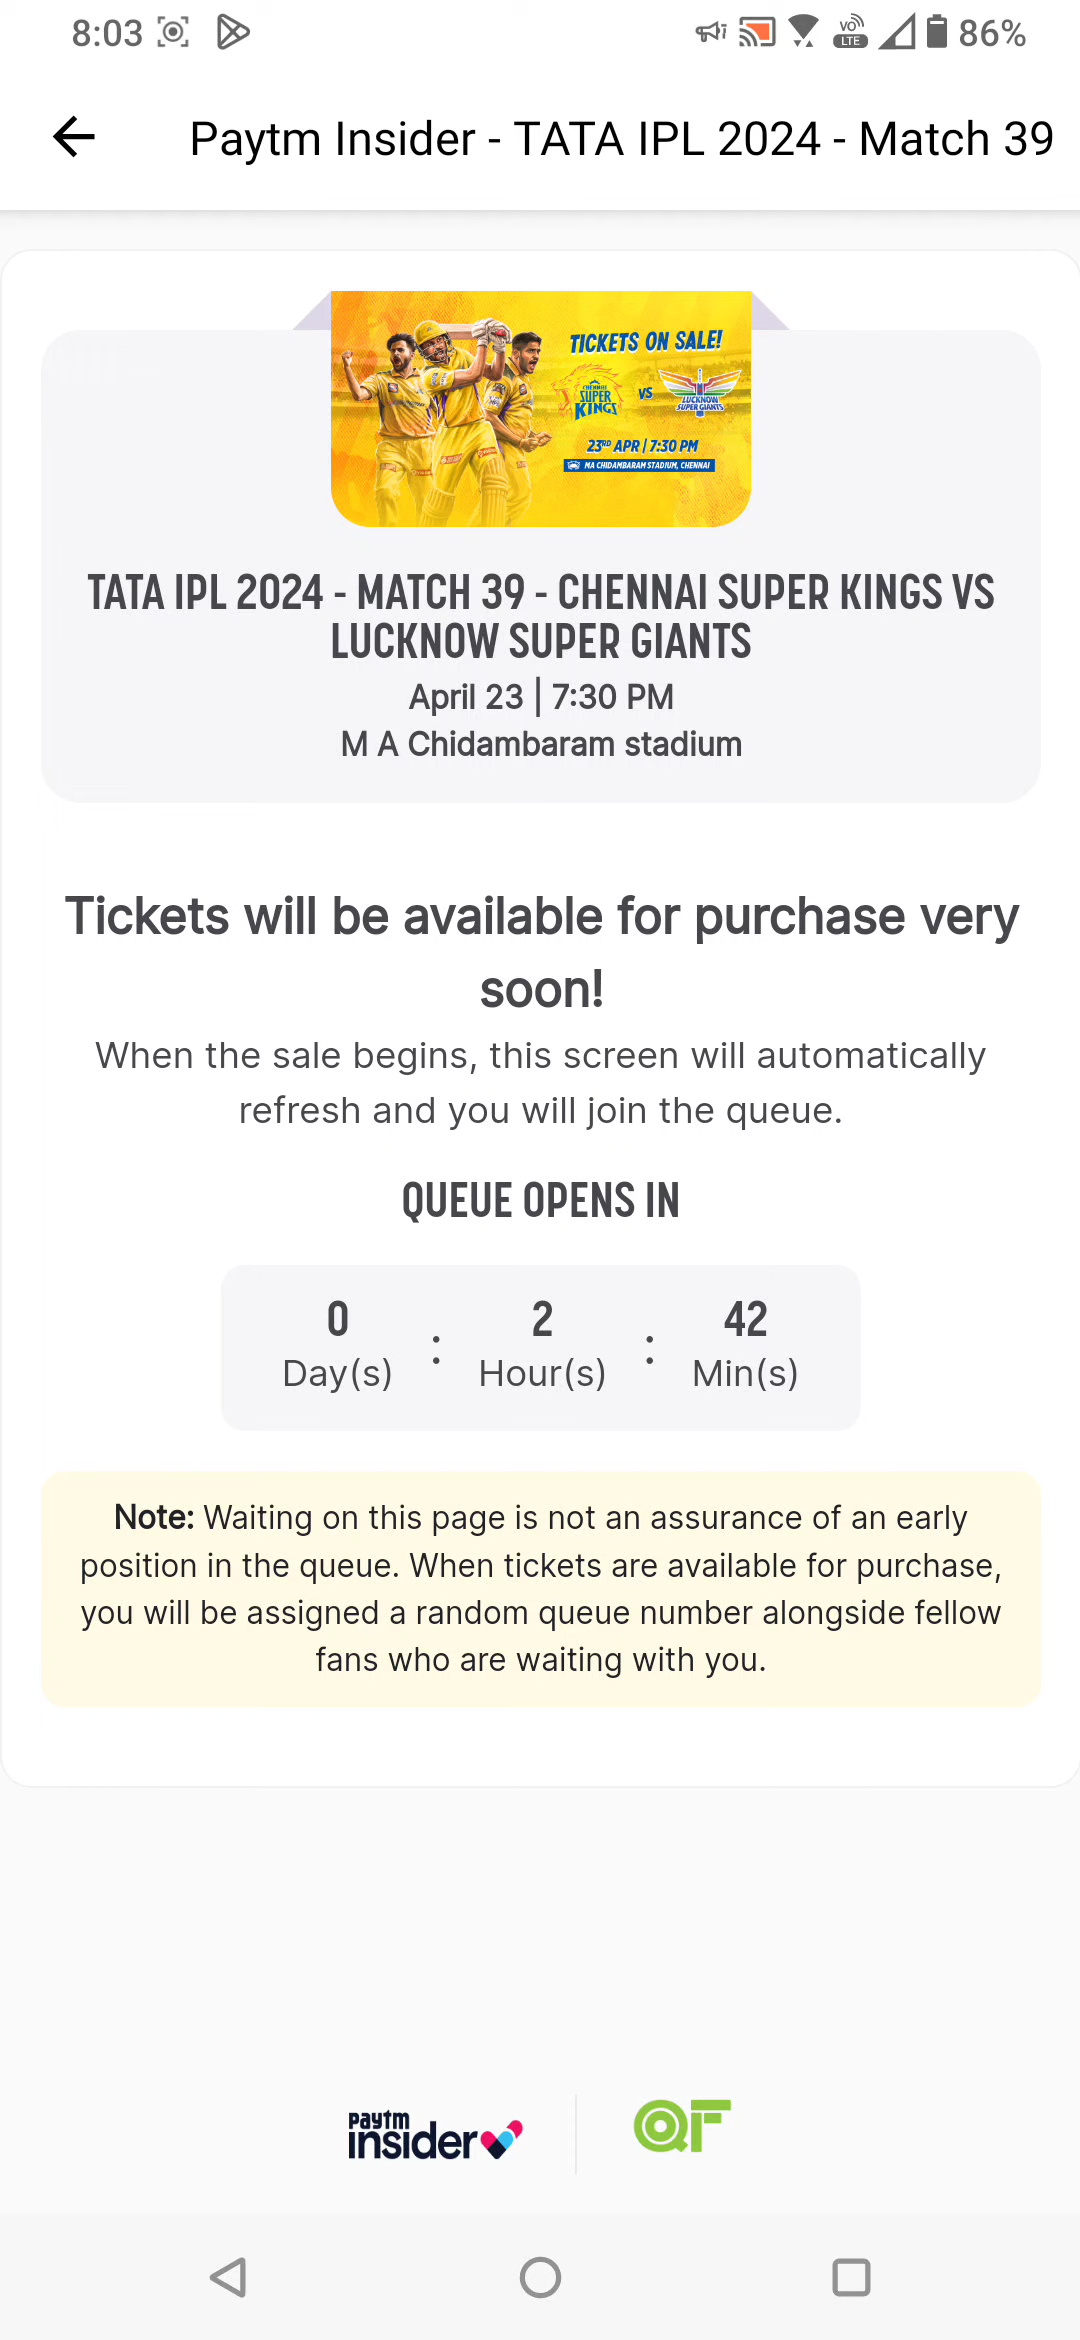 8:03
VO
LTE
86%
Paytm Insider - TATA IPL 2024 - Match 39
TICKETS ON SALE!
CHENNAI
SUPER
KINGS
VS
LUCKNOW
SUPER GIANTS
23RD APR | 7:30 PM
MA CHIDAMBARAM STADIUM, CHENNAI
TATA IPL 2024 - MATCH 39 - CHENNAI SUPER KINGS VS
LUCKNOW SUPER GIANTS
April 23 | 7:30 PM
M A Chidambaram stadium
Tickets will be available for purchase very
soon!
When the sale begins, this screen will automatically
refresh and you will join the queue.
QUEUE OPENS IN
0 : 2 : 42
Day(s) Hour(s) Min(s)
Note: Waiting on this page is not an assurance of an early
position in the queue. When tickets are available for purchase,
you will be assigned a random queue number alongside fellow
fans who are waiting with you.
paytm
insider
QF